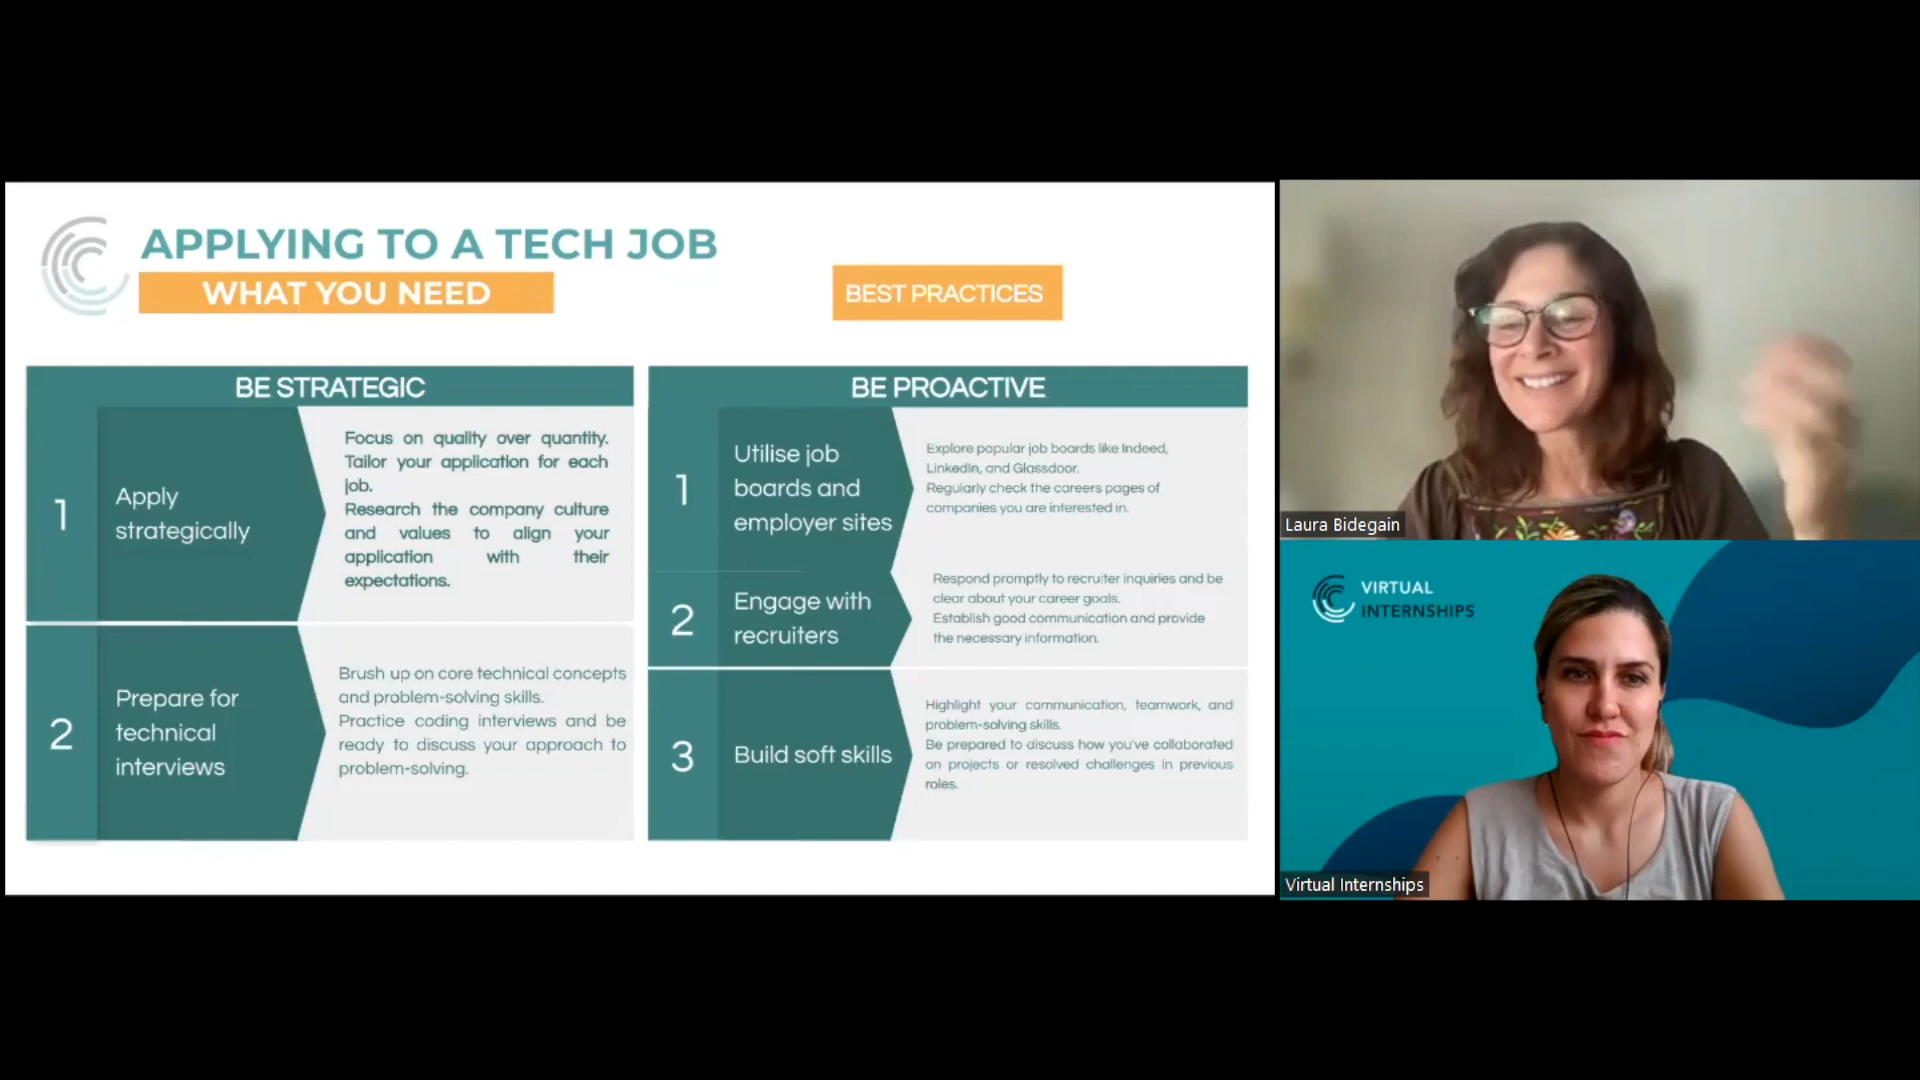 APPLYING TO A TECH JOB
WHAT YOU NEED
BEST PRACTICES
BE STRATEGIC
1
Apply
strategically
Focus on quality over quantity.
Tailor your application for each
job.
Research the company culture
and values to align your
application with their
expectations.
2
Prepare for
technical
interviews
Brush up on core technical concepts
and problem-solving skills.
Practice coding interviews and be
ready to discuss your approach to
problem-solving.
BE PROACTIVE
1
Utilise job
boards and
employer sites
Explore popular job boards like Indeed,
LinkedIn, and Glassdoor.
Regularly check the careers pages of
companies you are interested in.
2
Engage with
recruiters
Respond promptly to recruiter inquiries and be
clear about your career goals.
Establish good communication and provide
the necessary information.
3
Build soft skills
Highlight your communication, teamwork, and
problem-solving skills.
Be prepared to discuss how you've collaborated
on projects or resolved challenges in previous
roles.
Laura Bidegain
VIRTUAL
INTERNSHIPS
Virtual Internships